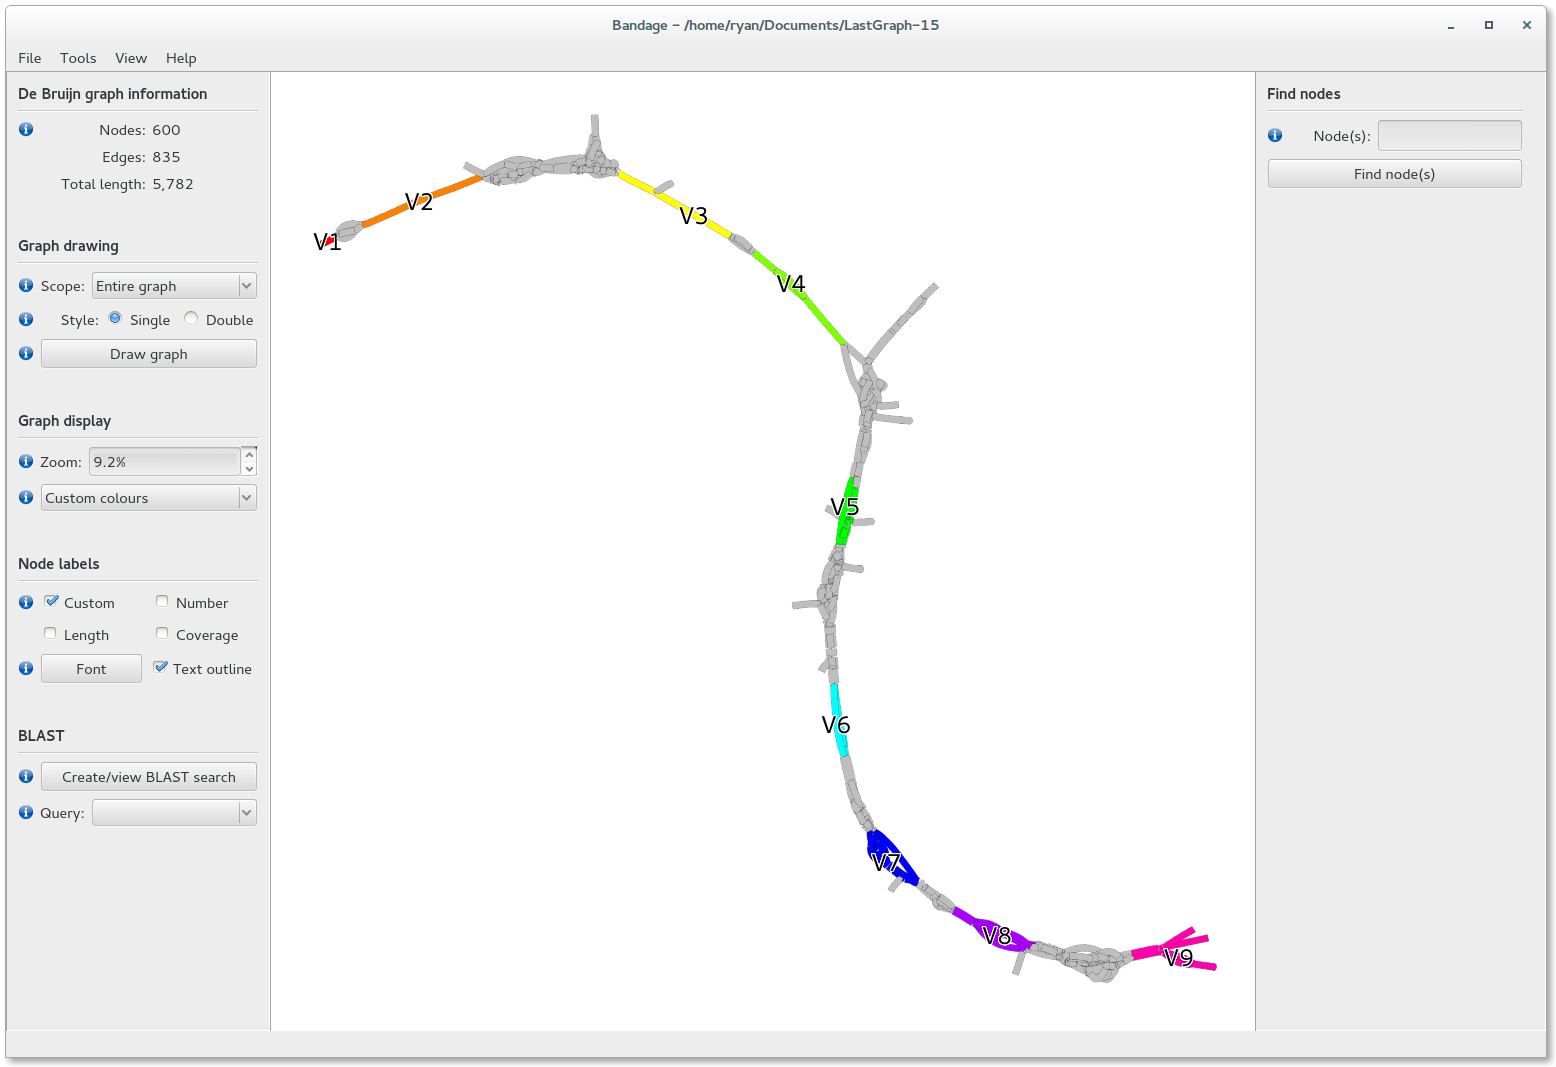 Bandage – /home/ryan/Documents/LastGraph-15
File Tools View Help
De Bruijn graph information
Nodes: 600
Edges: 835
Total length: 5,782
Graph drawing
Scope: Entire graph
Style: Single Double
Draw graph
Graph display
Zoom: 9.2%
Custom colours
Node labels
Custom Number
Length Coverage
Font Text outline
BLAST
Create/view BLAST search
Query:
V1
V2
V3
V4
V5
V6
V7
V8
V9
Find nodes
Node(s):
Find node(s)